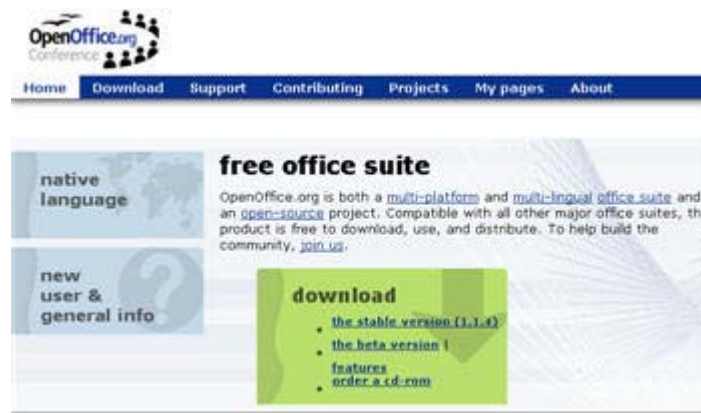 OpenOffice.org
Conference
Home Download Support Contributing Projects My pages About
native
language
free office suite
OpenOffice.org is both a multi-platform and multi-lingual office suite and
an open-source project. Compatible with all other major office suites, th
product is free to download, use, and distribute. To help build the
community, join us.
new
user &
general info
download
the stable version (1.1.4)
the beta version |
features
order a cd-rom